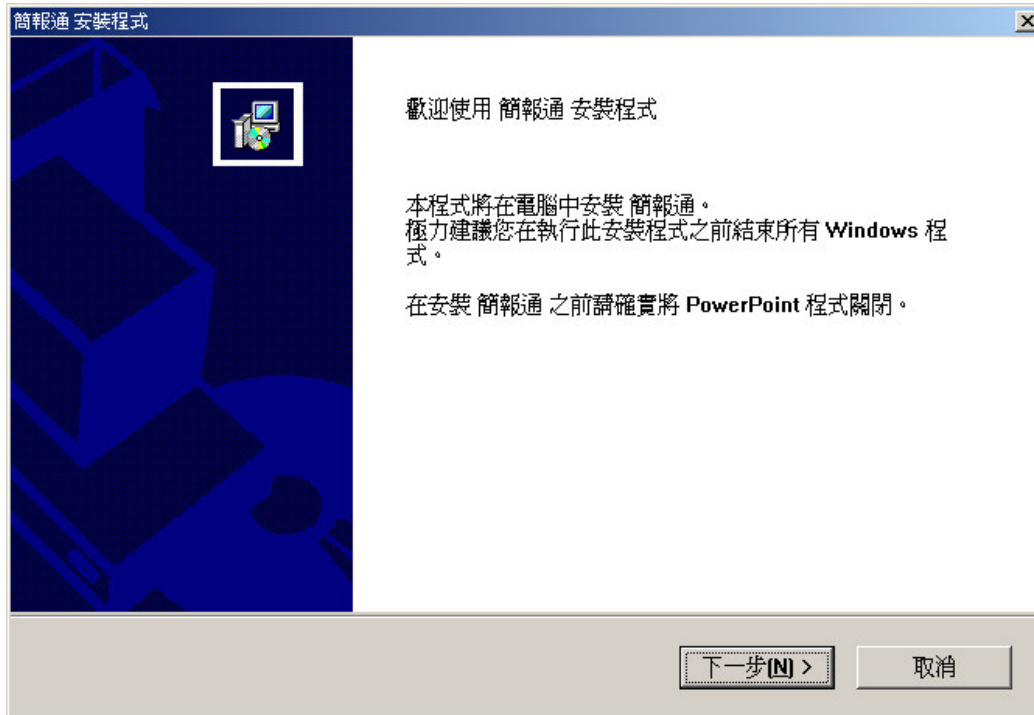 簡報通 安裝程式
歡迎使用 簡報通 安裝程式
本程式將在電腦中安裝 簡報通。
極力建議您在執行此安裝程式之前結束所有 Windows 程
式。
在安裝 簡報通 之前請確實將 PowerPoint 程式關閉。
下一步(N) >
取消